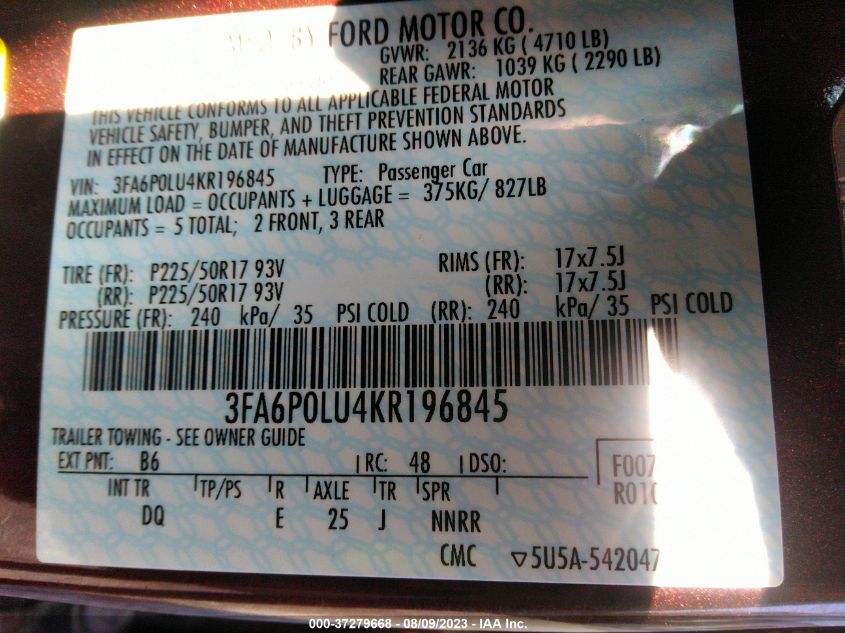 BY FORD MOTOR CO.
GVWR: 2136 KG ( 4710 LB)
REAR GAWR: 1039 KG ( 2290 LB)
THIS VEHICLE CONFORMS TO ALL APPLICABLE FEDERAL MOTOR
VEHICLE SAFETY, BUMPER, AND THEFT PREVENTION STANDARDS
IN EFFECT ON THE DATE OF MANUFACTURE SHOWN ABOVE.
VIN: 3FA6P0LU4KR196845 TYPE: Passenger Car
MAXIMUM LOAD = OCCUPANTS + LUGGAGE = 375KG/ 827LB
OCCUPANTS = 5 TOTAL; 2 FRONT, 3 REAR
TIRE (FR): P225/50R17 93V RIMS (FR): 17x7.5J
(RR): P225/50R17 93V (RR): 17x7.5J
PRESSURE (FR): 240 kPa/ 35 PSI COLD (RR): 240 kPa/ 35 PSI COLD
3FA6P0LU4KR196845
TRAILER TOWING - SEE OWNER GUIDE
EXT PNT: B6 RC: 48 DSO: F007
INT TR TP/PS R AXLE TR SPR R010
DQ E 25 J NNRR
CMC ▽5U5A-542047
000-37279668 - 08/09/2023 - IAA Inc.